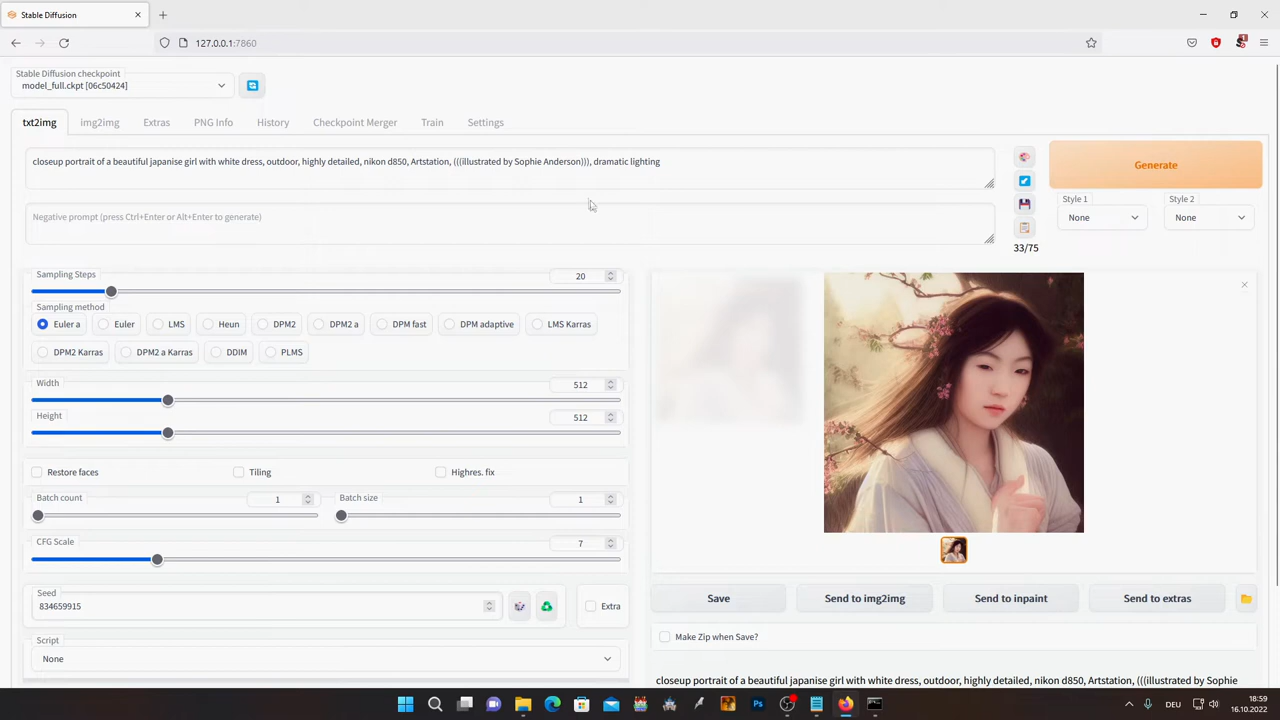 Stable Diffusion
127.0.0.1:7860
Stable Diffusion checkpoint
model_full.ckpt [06c50424]
txt2img
img2img
Extras
PNG Info
History
Checkpoint Merger
Train
Settings
closeup portrait of a beautiful japanise girl with white dress, outdoor, highly detailed, nikon d850, Artstation, (((illustrated by Sophie Anderson))), dramatic lighting
Negative prompt (press Ctrl+Enter or Alt+Enter to generate)
Generate
Style 1
Style 2
None
None
33/75
Sampling Steps
20
Sampling method
Euler a
Euler
LMS
Heun
DPM2
DPM2 a
DPM fast
DPM adaptive
LMS Karras
DPM2 Karras
DPM2 a Karras
DDIM
PLMS
Width
512
Height
512
Restore faces
Tiling
Highres. fix
Batch count
1
Batch size
1
CFG Scale
7
Seed
834659915
Extra
Script
None
Save
Send to img2img
Send to inpaint
Send to extras
Make Zip when Save?
closeup portrait of a beautiful japanise girl with white dress, outdoor, highly detailed, nikon d850, Artstation, (((illustrated by Sophie
DEU
18:59
16.10.2022